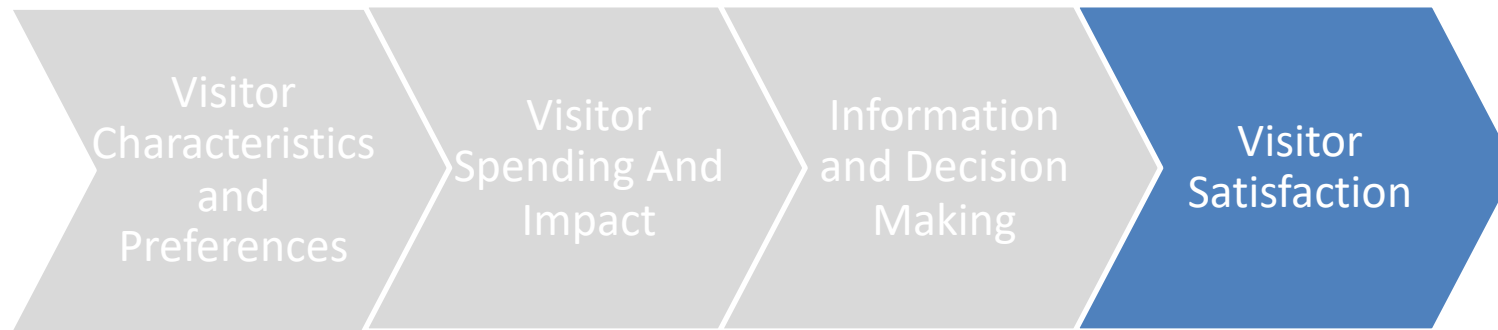 Visitor
Characteristics
and
Preferences
Visitor
Spending And
Impact
Information
and Decision
Making
Visitor
Satisfaction